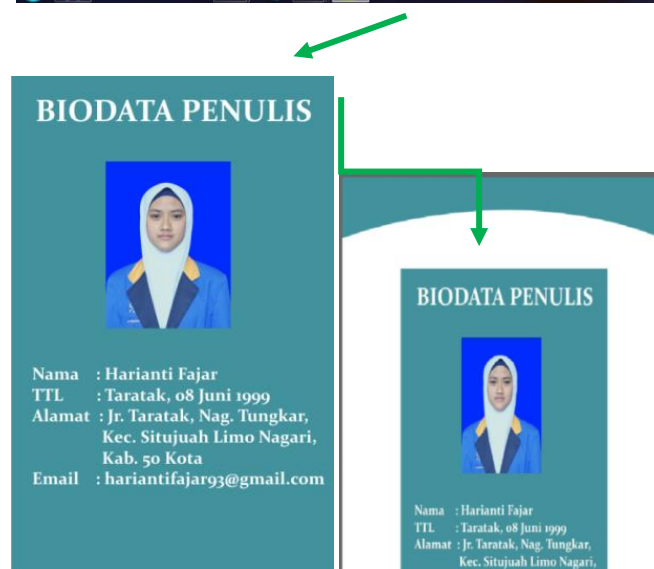 BIODATA PENULIS
Nama : Harianti Fajar
TTL : Taratak, 08 Juni 1999
Alamat : Jr. Taratak, Nag. Tungkar,
Kec. Situjuah Limo Nagari,
Kab. 50 Kota
Email : hariantifajar93@gmail.com
BIODATA PENULIS
Nama : Harianti Fajar
TTL : Taratak, 08 Juni 1999
Alamat : Jr. Taratak, Nag. Tungkar,
Kec. Situjuah Limo Nagari,